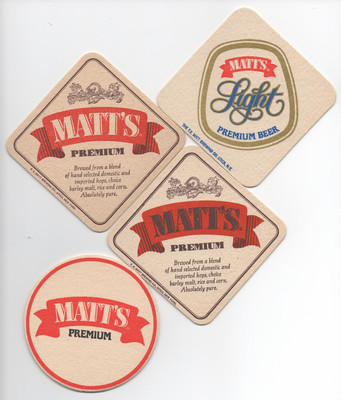 MATT'S
Light
PREMIUM BEER
MATT'S
PREMIUM
Brewed from a blend
of hand selected domestic and
imported hops, choice
barley malt, rice and corn.
Absolutely pure.
MATT'S
PREMIUM
Brewed from a blend
of hand selected domestic and
imported hops, choice
barley malt, rice and corn.
Absolutely pure.
MATT'S
PREMIUM